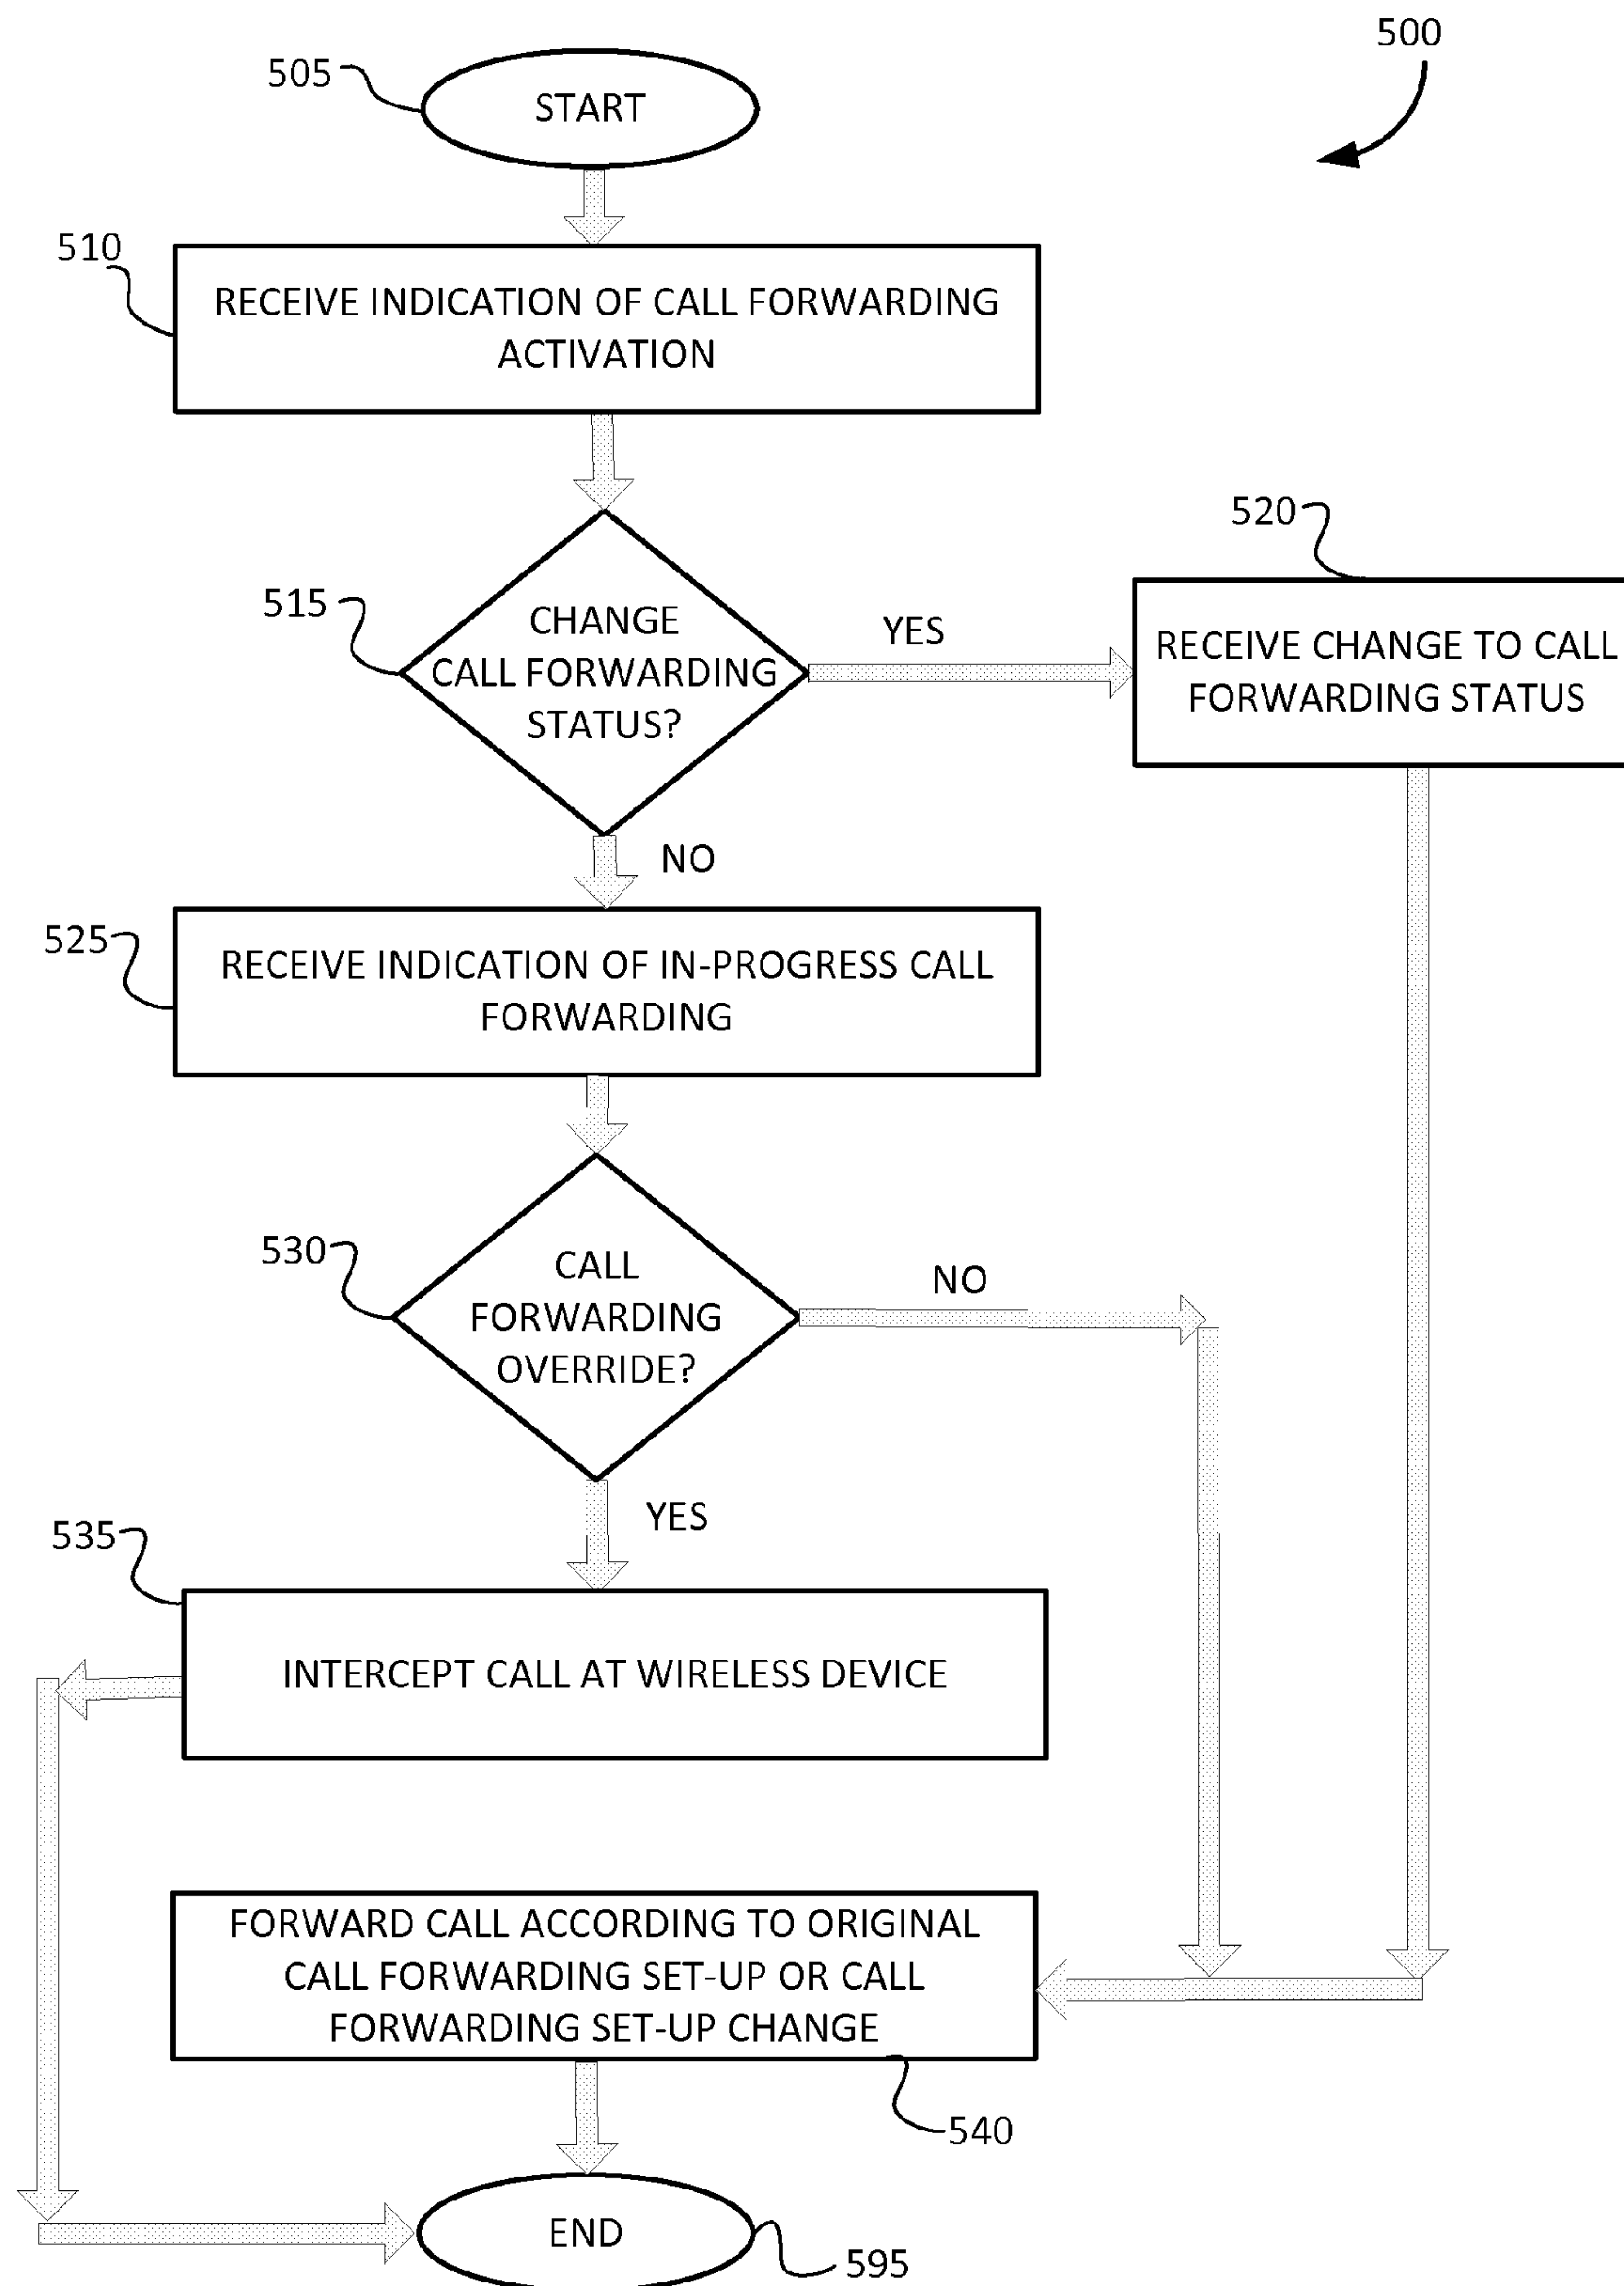 500
505
START
510
RECEIVE INDICATION OF CALL FORWARDING
ACTIVATION
515
CHANGE
CALL FORWARDING
STATUS?
YES
520
RECEIVE CHANGE TO CALL
FORWARDING STATUS
NO
525
RECEIVE INDICATION OF IN-PROGRESS CALL
FORWARDING
530
CALL
FORWARDING
OVERRIDE?
NO
YES
535
INTERCEPT CALL AT WIRELESS DEVICE
FORWARD CALL ACCORDING TO ORIGINAL
CALL FORWARDING SET-UP OR CALL
FORWARDING SET-UP CHANGE
540
END
595